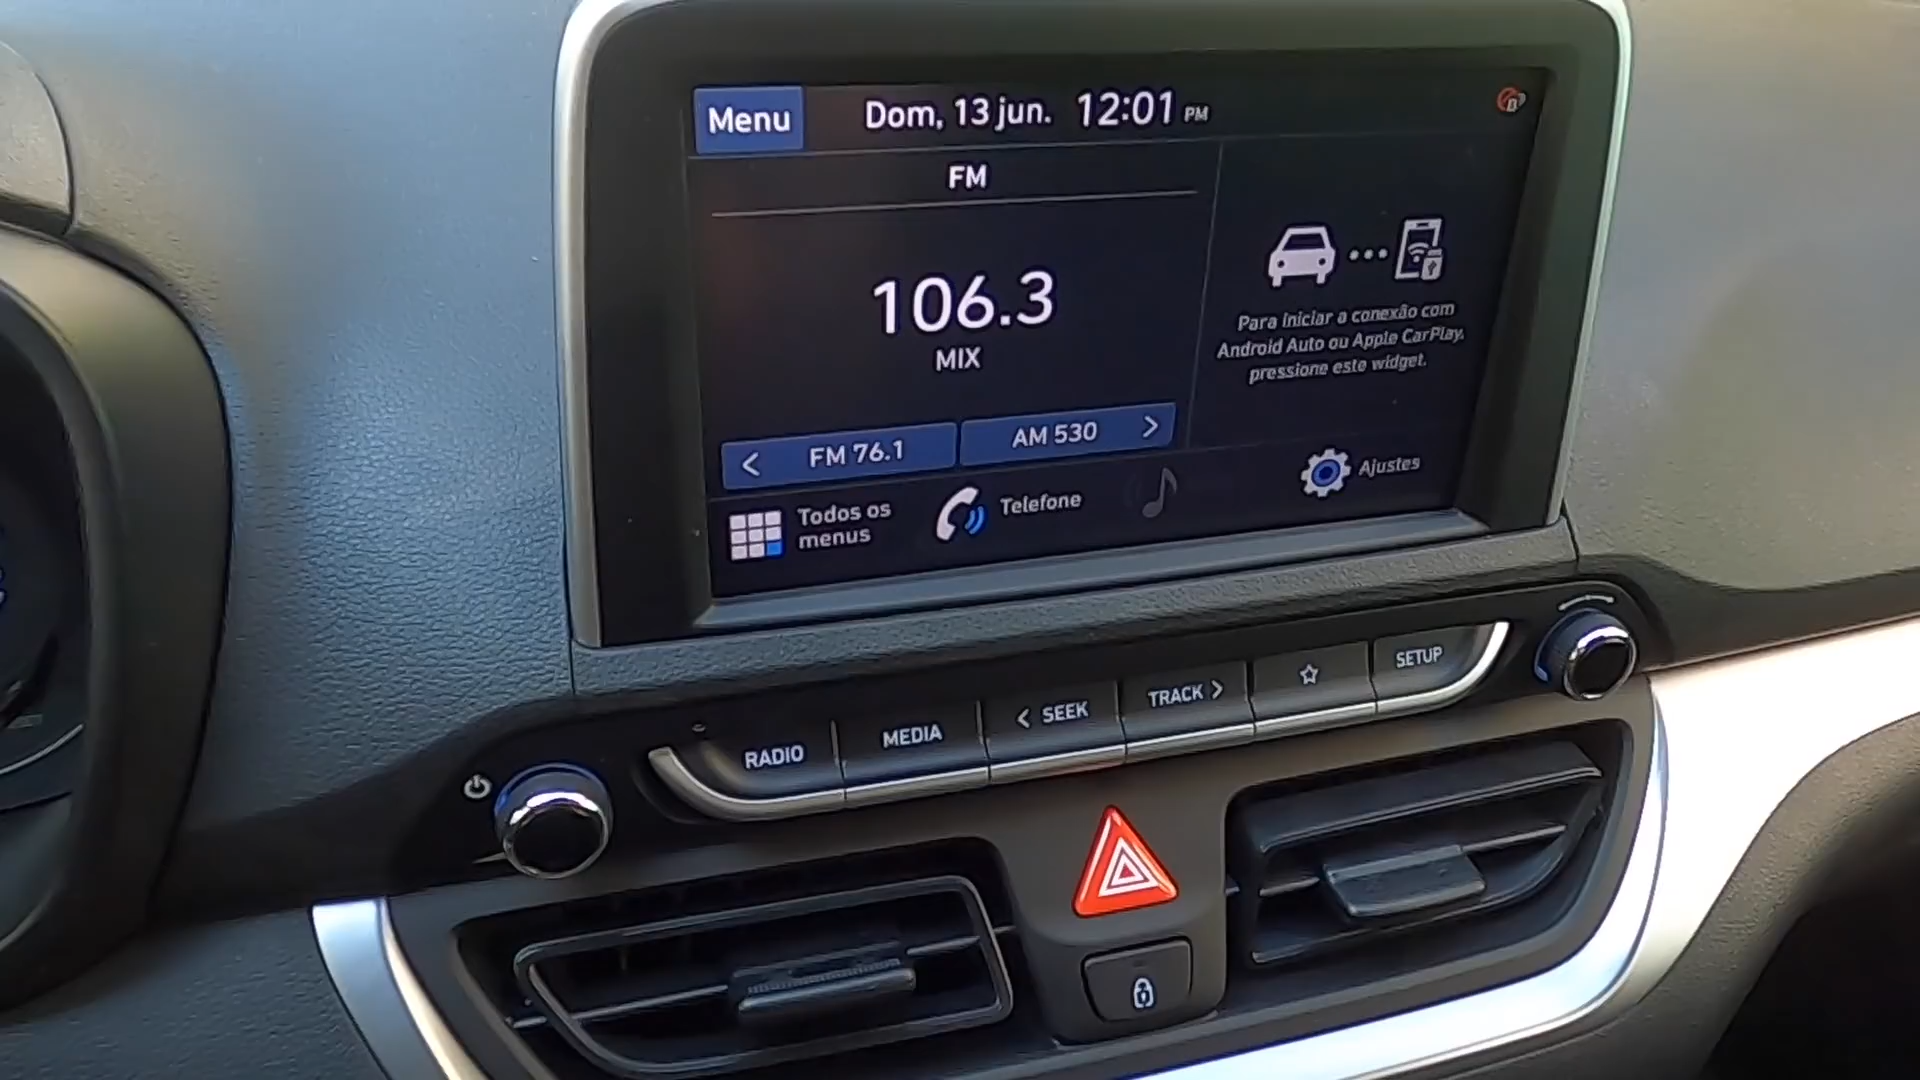 Menu
Dom, 13 jun. 12:01 PM
FM
106.3
MIX
Para iniciar a conexão com
Android Auto ou Apple CarPlay,
pressione este widget.
< FM 76.1
AM 530 >
Todos os
menus
Telefone
Ajustes
RADIO
MEDIA
< SEEK
TRACK >
SETUP